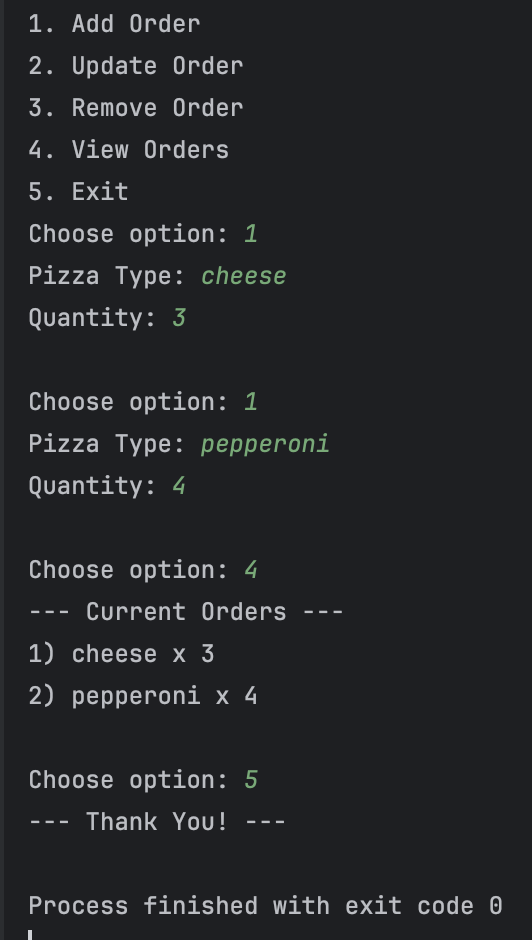 1. Add Order
2. Update Order
3. Remove Order
4. View Orders
5. Exit
Choose option: 1
Pizza Type: cheese
Quantity: 3
Choose option: 1
Pizza Type: pepperoni
Quantity: 4
Choose option: 4
--- Current Orders ---
1) cheese x 3
2) pepperoni x 4
Choose option: 5
--- Thank You! ---
Process finished with exit code 0